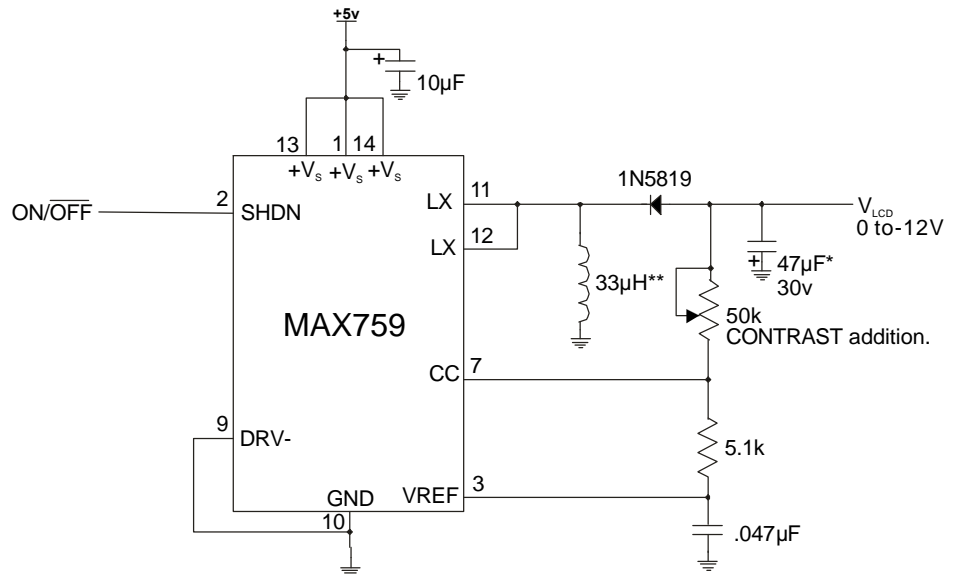 +5v
+
10µF
13
1
14
+Vs
+Vs
+Vs
ON/OFF
2
SHDN
LX
11
LX
12
1N5819
VLCD
0 to-12V
33µH**
+
47µF*
30v
50k
CONTRAST addition.
MAX759
CC
7
9
DRV-
5.1k
GND
10
VREF
3
.047µF